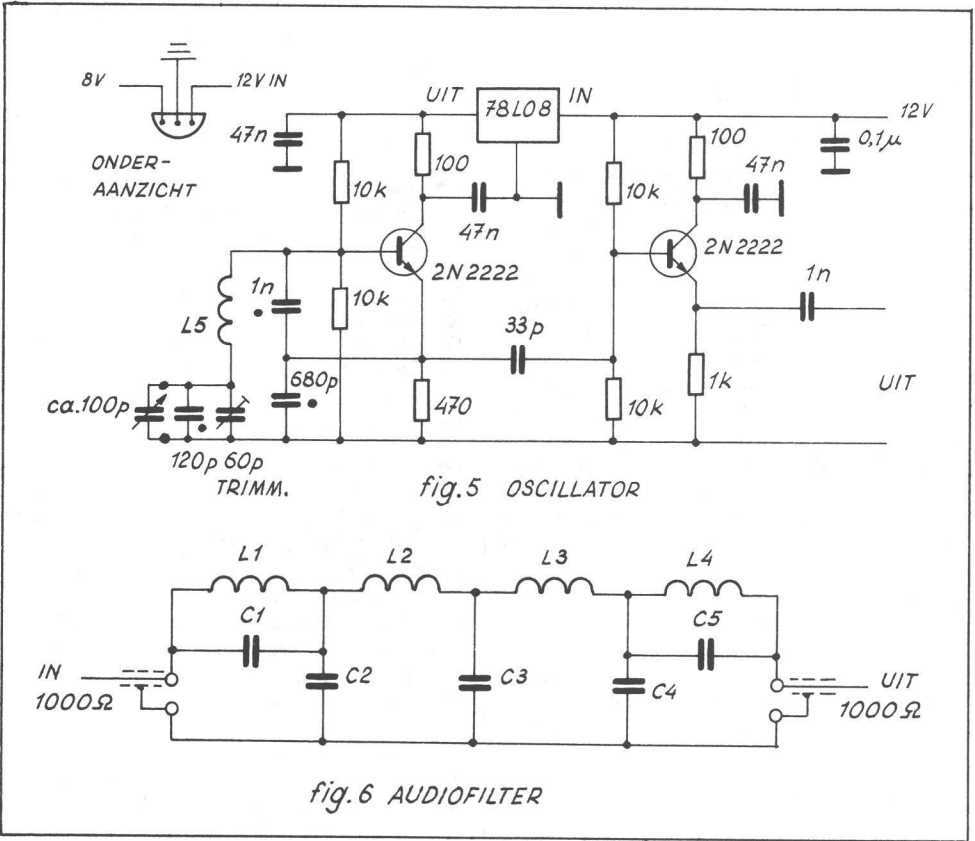 8V
12V IN
ONDER-
AANZICHT
47n
10k
100
UIT
78L08
IN
12V
0,1µ
100
47n
10k
47n
2N2222
2N2222
1n
L5
1n
10k
33p
ca.100p
680p
470
10k
1k
UIT
120p 60p
TRIMM.
fig.5 OSCILLATOR
L1
L2
L3
L4
C1
C5
IN
1000Ω
C2
C3
C4
UIT
1000Ω
fig.6 AUDIOFILTER